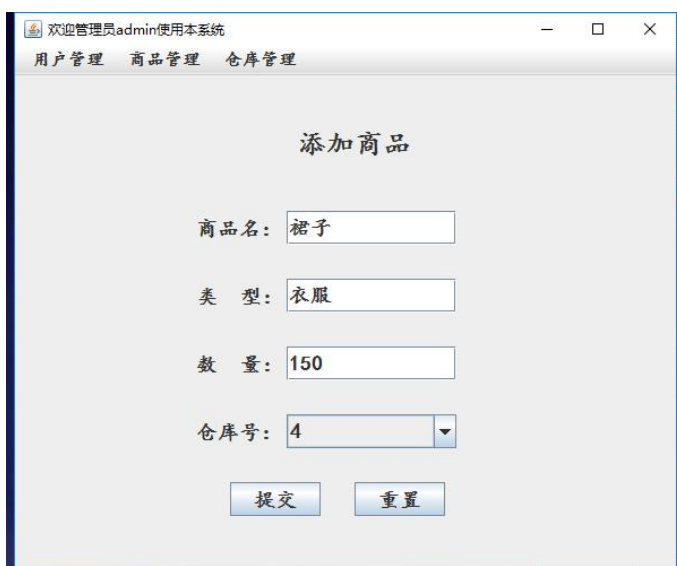 欢迎管理员admin使用本系统
用户管理 商品管理 仓库管理
添加商品
商品名： 裙子
类 型： 衣服
数 量： 150
仓库号： 4
提交 重置